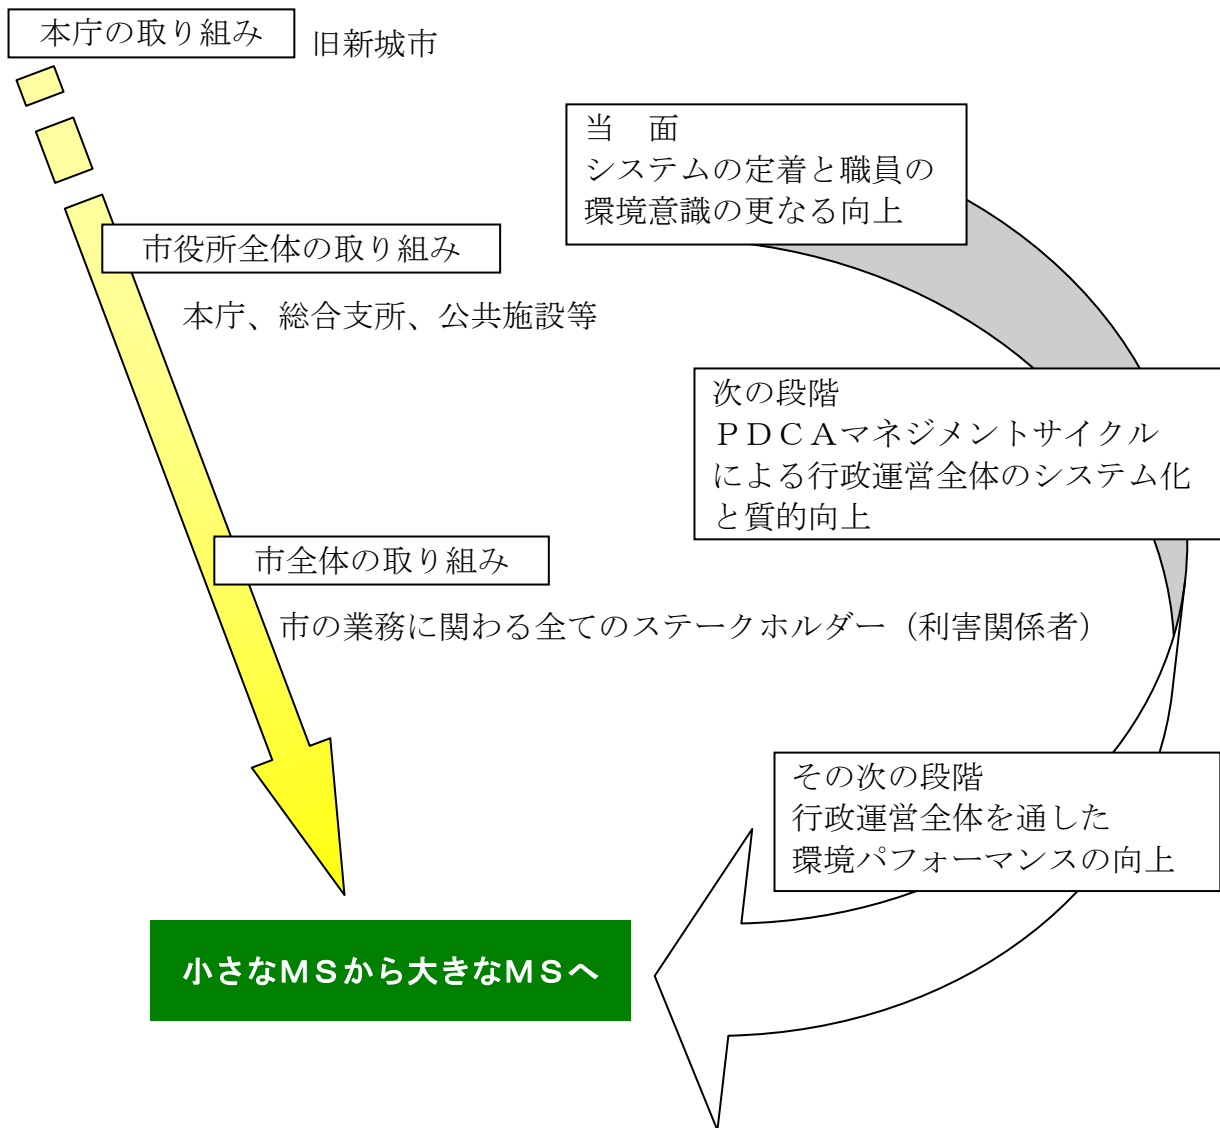 本庁の取り組み
旧新城市
市役所全体の取り組み
本庁、総合支所、公共施設等
市全体の取り組み
市の業務に関わる全てのステークホルダー（利害関係者）
当　面
システムの定着と職員の
環境意識の更なる向上
次の段階
ＰＤＣＡマネジメントサイクル
による行政運営全体のシステム化
と質的向上
その次の段階
行政運営全体を通した
環境パフォーマンスの向上
小さなＭＳから大きなＭＳへ